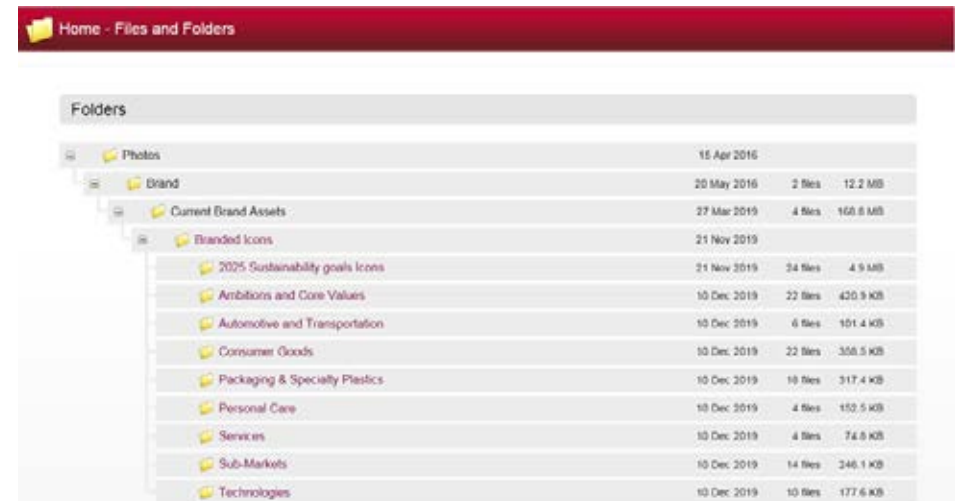 Home - Files and Folders
Folders
Photos 15 Apr 2016
Brand 20 May 2016 2 files 12.2 MB
Current Brand Assets 27 Mar 2019 4 files 168.8 MB
Branded Icons 21 Nov 2019
2025 Sustainability goals Icons 21 Nov 2019 24 files 4.9 MB
Ambitions and Core Values 10 Dec 2019 22 files 420.9 KB
Automotive and Transportation 10 Dec 2019 6 files 101.4 KB
Consumer Goods 10 Dec 2019 22 files 358.5 KB
Packaging & Specialty Plastics 10 Dec 2019 18 files 317.4 KB
Personal Care 10 Dec 2019 4 files 152.5 KB
Services 10 Dec 2019 4 files 74.8 KB
Sub-Markets 10 Dec 2019 14 files 246.1 KB
Technologies 10 Dec 2019 10 files 177.6 KB